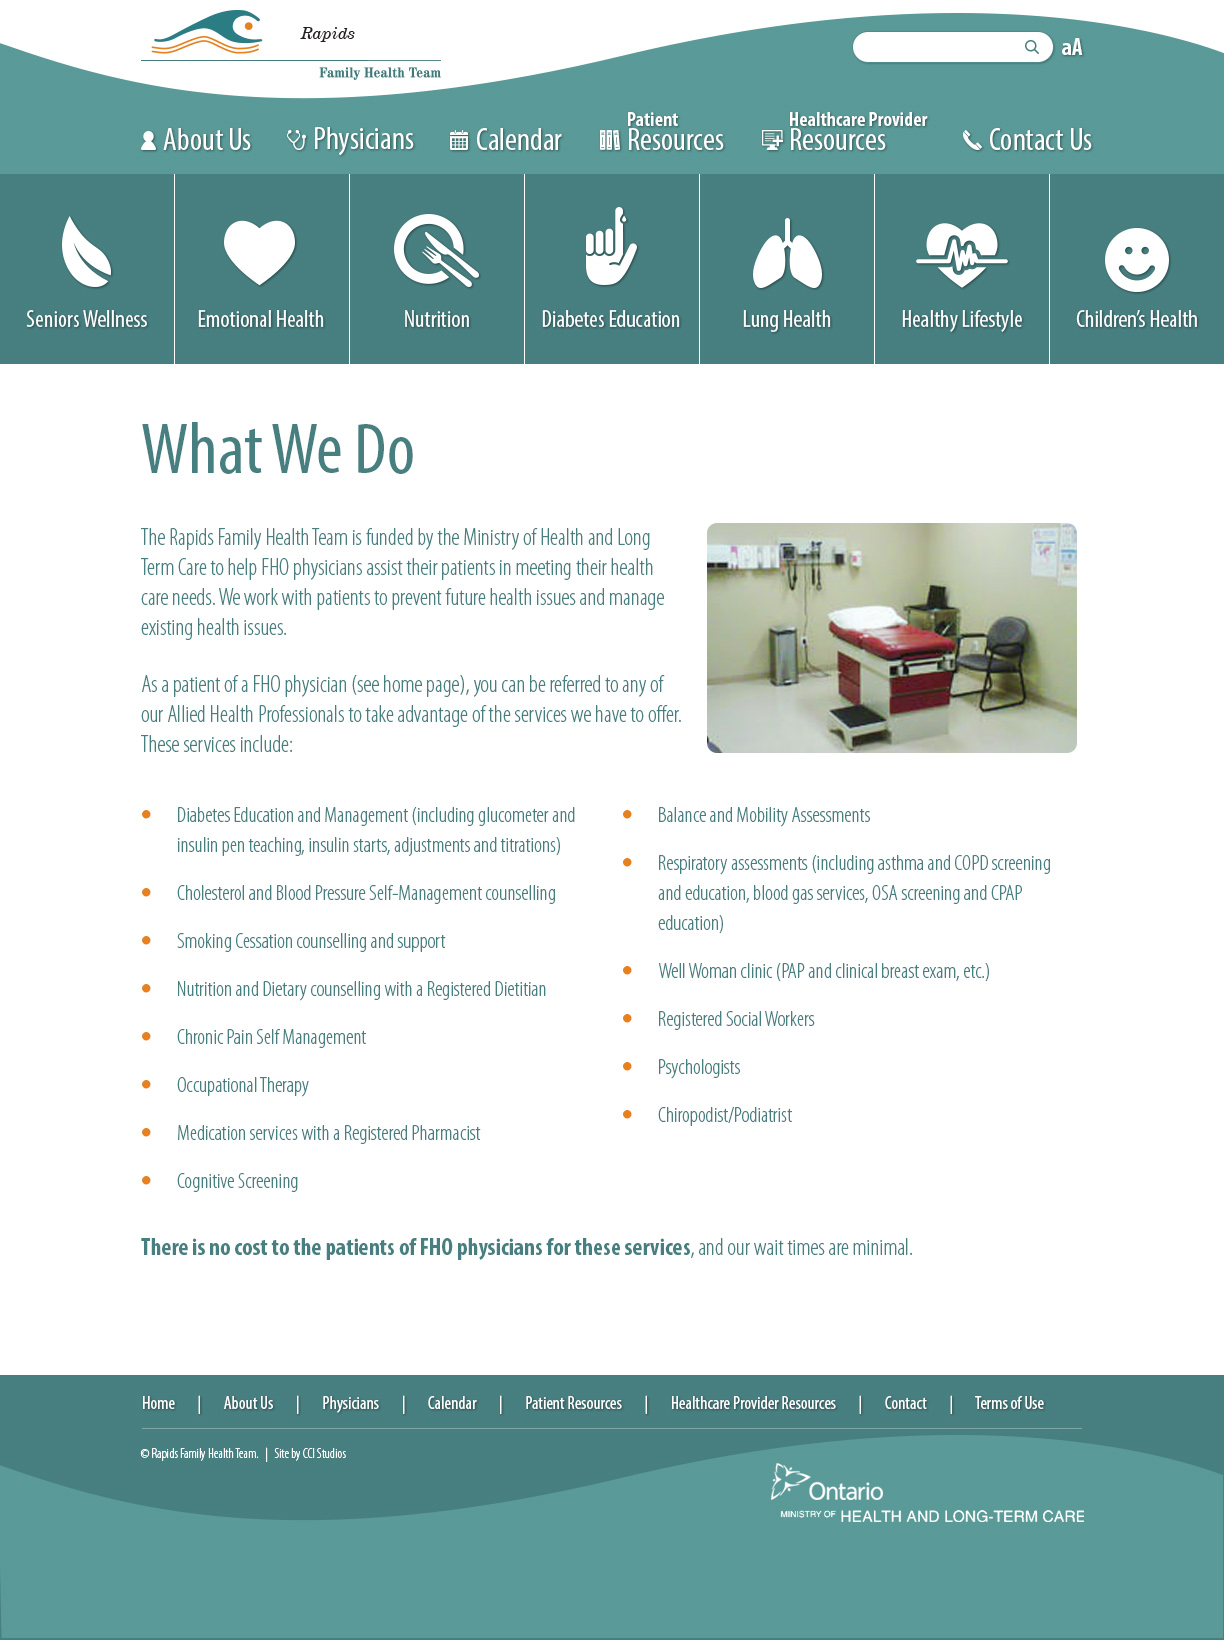 Rapids
Family Health Team
aA
About Us
Physicians
Calendar
Patient
Resources
Healthcare Provider
Resources
Contact Us
Seniors Wellness
Emotional Health
Nutrition
Diabetes Education
Lung Health
Healthy Lifestyle
Children's Health
What We Do
The Rapids Family Health Team is funded by the Ministry of Health and Long
Term Care to help FHO physicians assist their patients in meeting their health
care needs. We work with patients to prevent future health issues and manage
existing health issues.
As a patient of a FHO physician (see home page), you can be referred to any of
our Allied Health Professionals to take advantage of the services we have to offer.
These services include:
Diabetes Education and Management (including glucometer and
insulin pen teaching, insulin starts, adjustments and titrations)
Cholesterol and Blood Pressure Self-Management counselling
Smoking Cessation counselling and support
Nutrition and Dietary counselling with a Registered Dietitian
Chronic Pain Self Management
Occupational Therapy
Medication services with a Registered Pharmacist
Cognitive Screening
Balance and Mobility Assessments
Respiratory assessments (including asthma and COPD screening
and education, blood gas services, OSA screening and CPAP
education)
Well Woman clinic (PAP and clinical breast exam, etc.)
Registered Social Workers
Psychologists
Chiropodist/Podiatrist
There is no cost to the patients of FHO physicians for these services, and our wait times are minimal.
Home | About Us | Physicians | Calendar | Patient Resources | Healthcare Provider Resources | Contact | Terms of Use
© Rapids Family Health Team. | Site by CCI Studios
Ontario
MINISTRY OF HEALTH AND LONG-TERM CARE